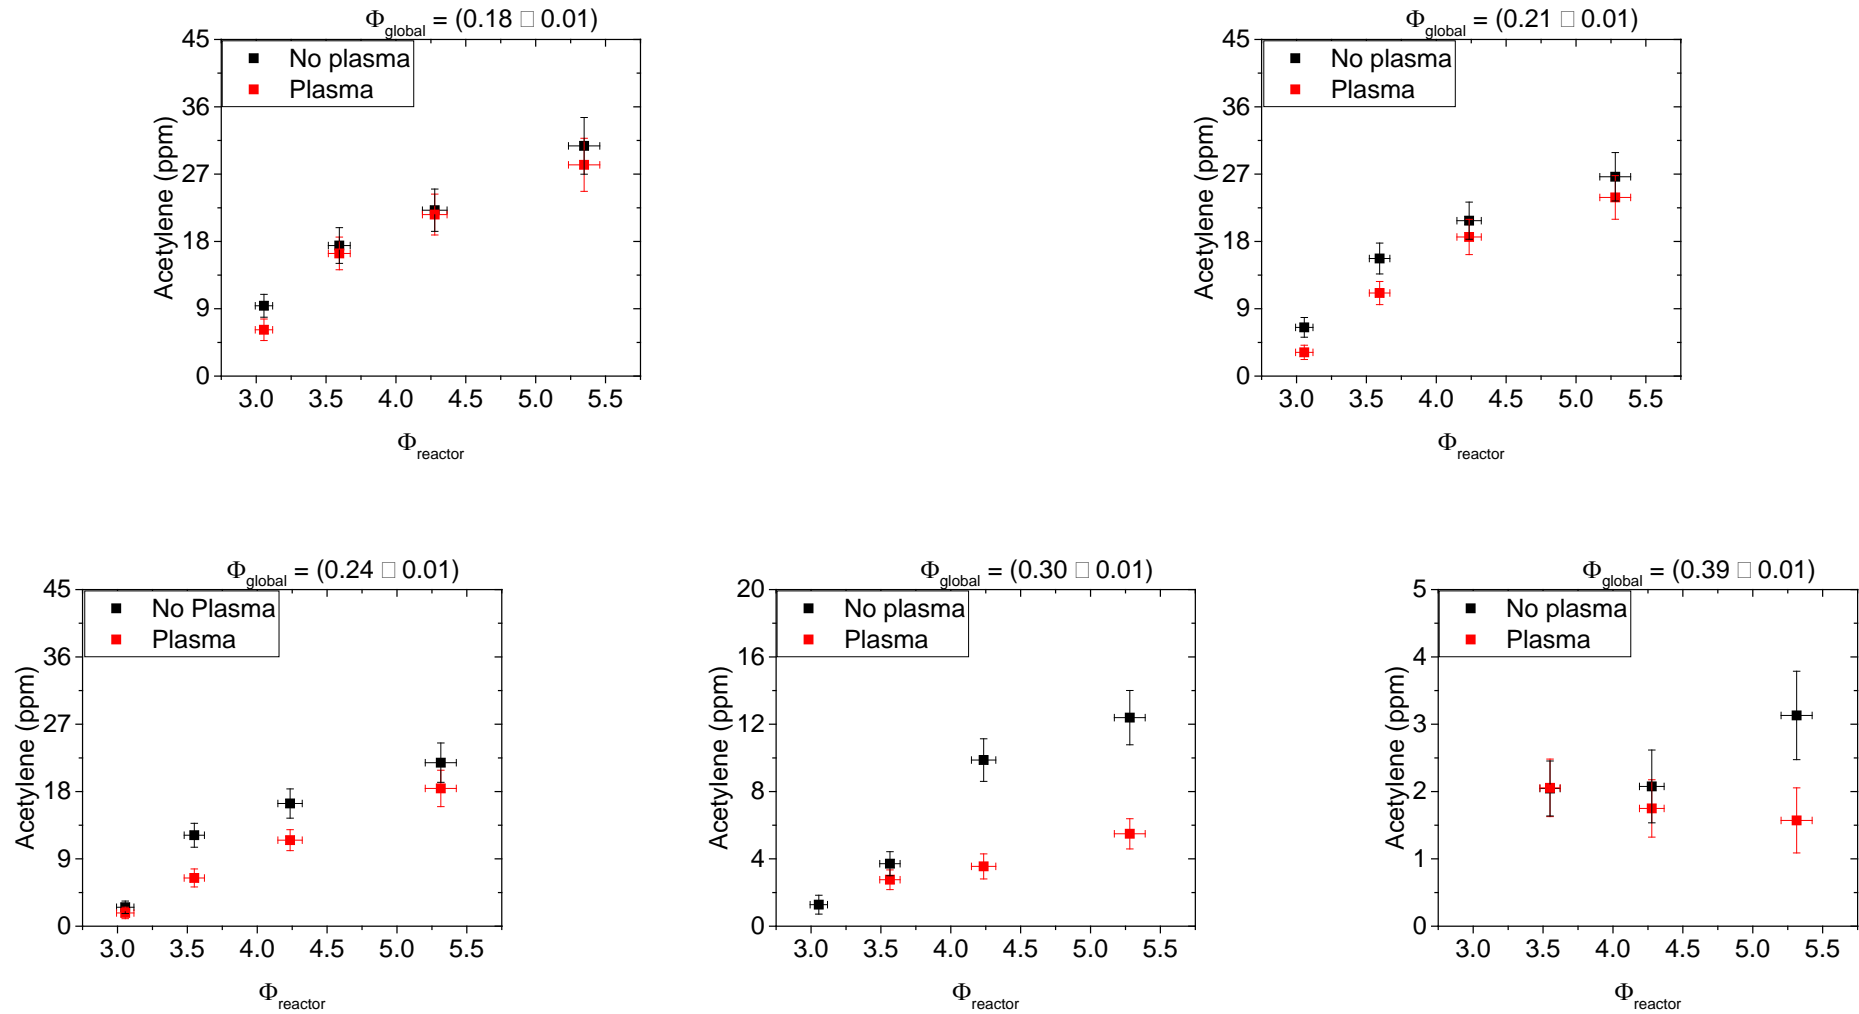 Φglobal = (0.18 □ 0.01)
No plasma
Plasma
Acetylene (ppm)
45
36
27
18
9
0
3.0 3.5 4.0 4.5 5.0 5.5
Φreactor
Φglobal = (0.21 □ 0.01)
No plasma
Plasma
Acetylene (ppm)
45
36
27
18
9
0
3.0 3.5 4.0 4.5 5.0 5.5
Φreactor
Φglobal = (0.24 □ 0.01)
No Plasma
Plasma
Acetylene (ppm)
45
36
27
18
9
0
3.0 3.5 4.0 4.5 5.0 5.5
Φreactor
Φglobal = (0.30 □ 0.01)
No plasma
Plasma
Acetylene (ppm)
20
16
12
8
4
0
3.0 3.5 4.0 4.5 5.0 5.5
Φreactor
Φglobal = (0.39 □ 0.01)
No plasma
Plasma
Acetylene (ppm)
5
4
3
2
1
0
3.0 3.5 4.0 4.5 5.0 5.5
Φreactor